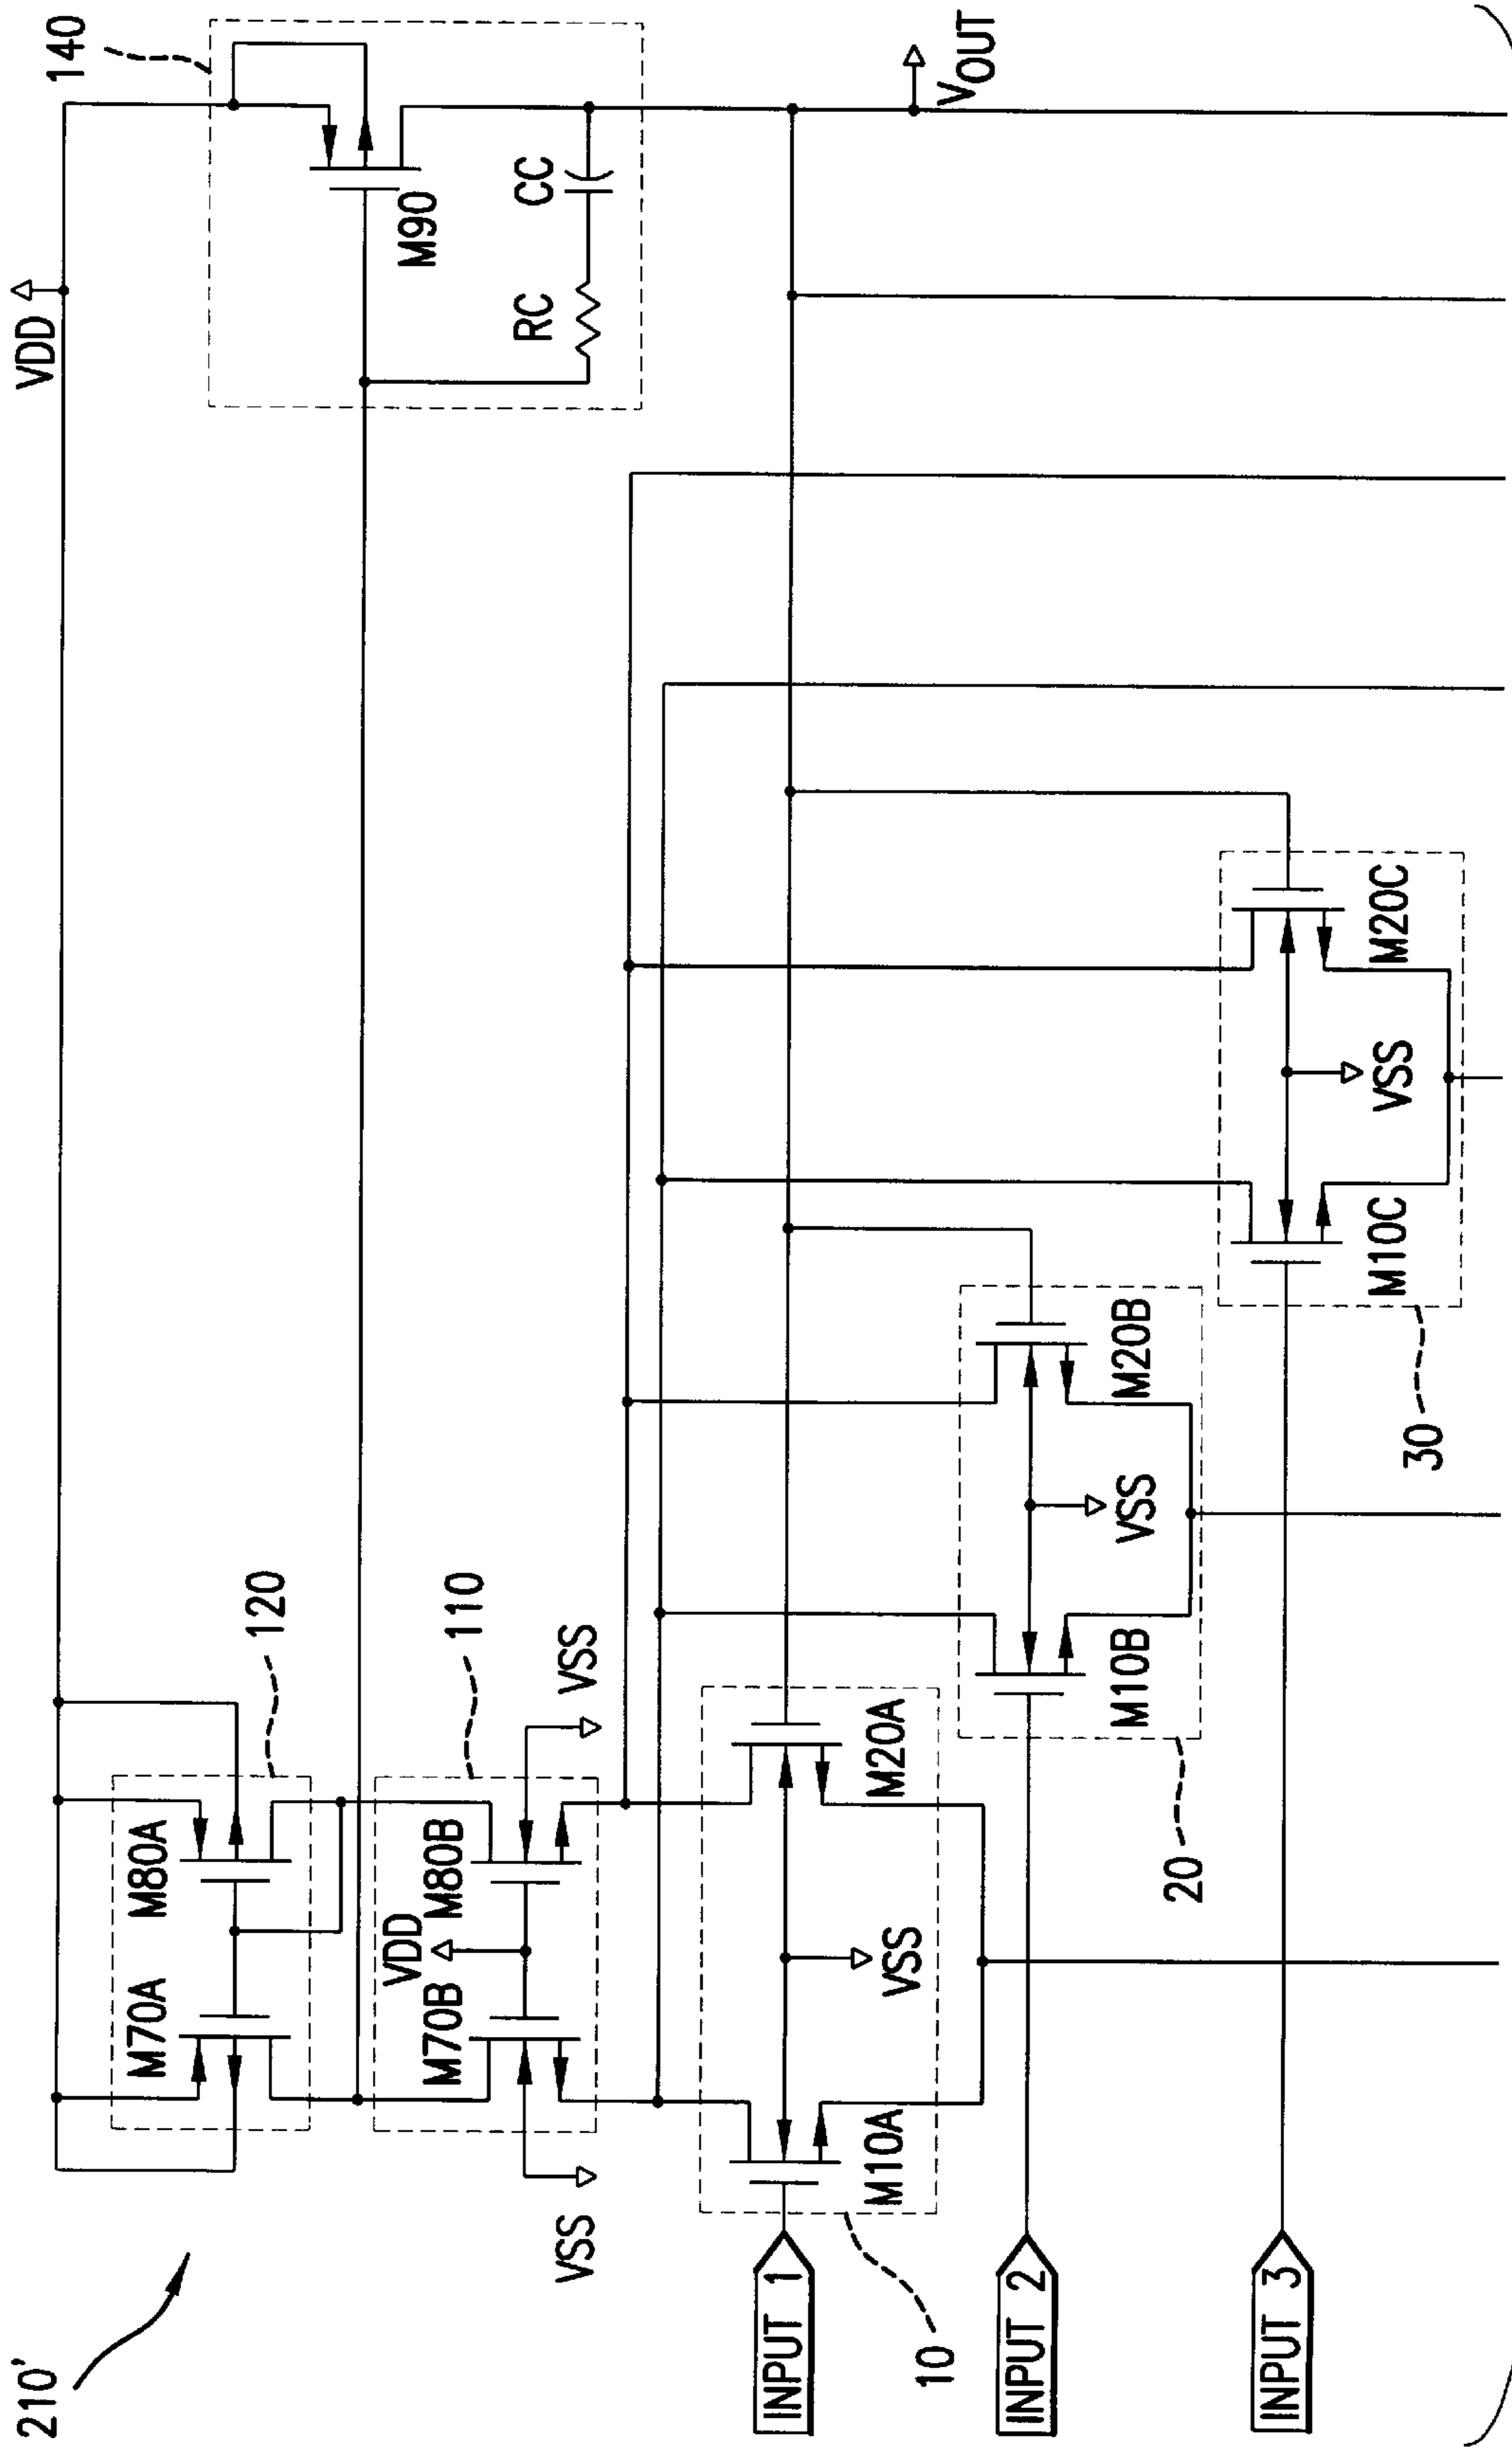 210'
VDD
140
M70A
M80A
120
M90
RC
CC
VDD
M70B
M80B
110
VSS
VSS
VOUT
INPUT 1
M10A
VSS
M20A
10
INPUT 2
M10B
VSS
M20B
20
INPUT 3
M10C
VSS
M20C
30